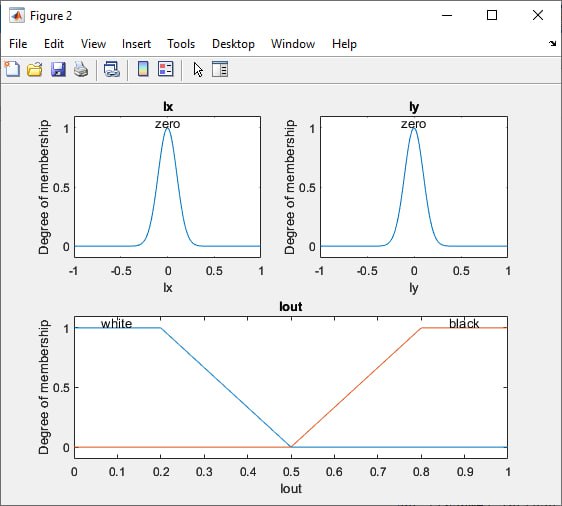 Figure 2
File Edit View Insert Tools Desktop Window Help
Ix
zero
1
0.5
0
Degree of membership
-1 -0.5 0 0.5 1
Ix
Iy
zero
1
0.5
0
Degree of membership
-1 -0.5 0 0.5 1
Iy
Iout
white black
1
0.5
0
Degree of membership
0 0.1 0.2 0.3 0.4 0.5 0.6 0.7 0.8 0.9 1
Iout